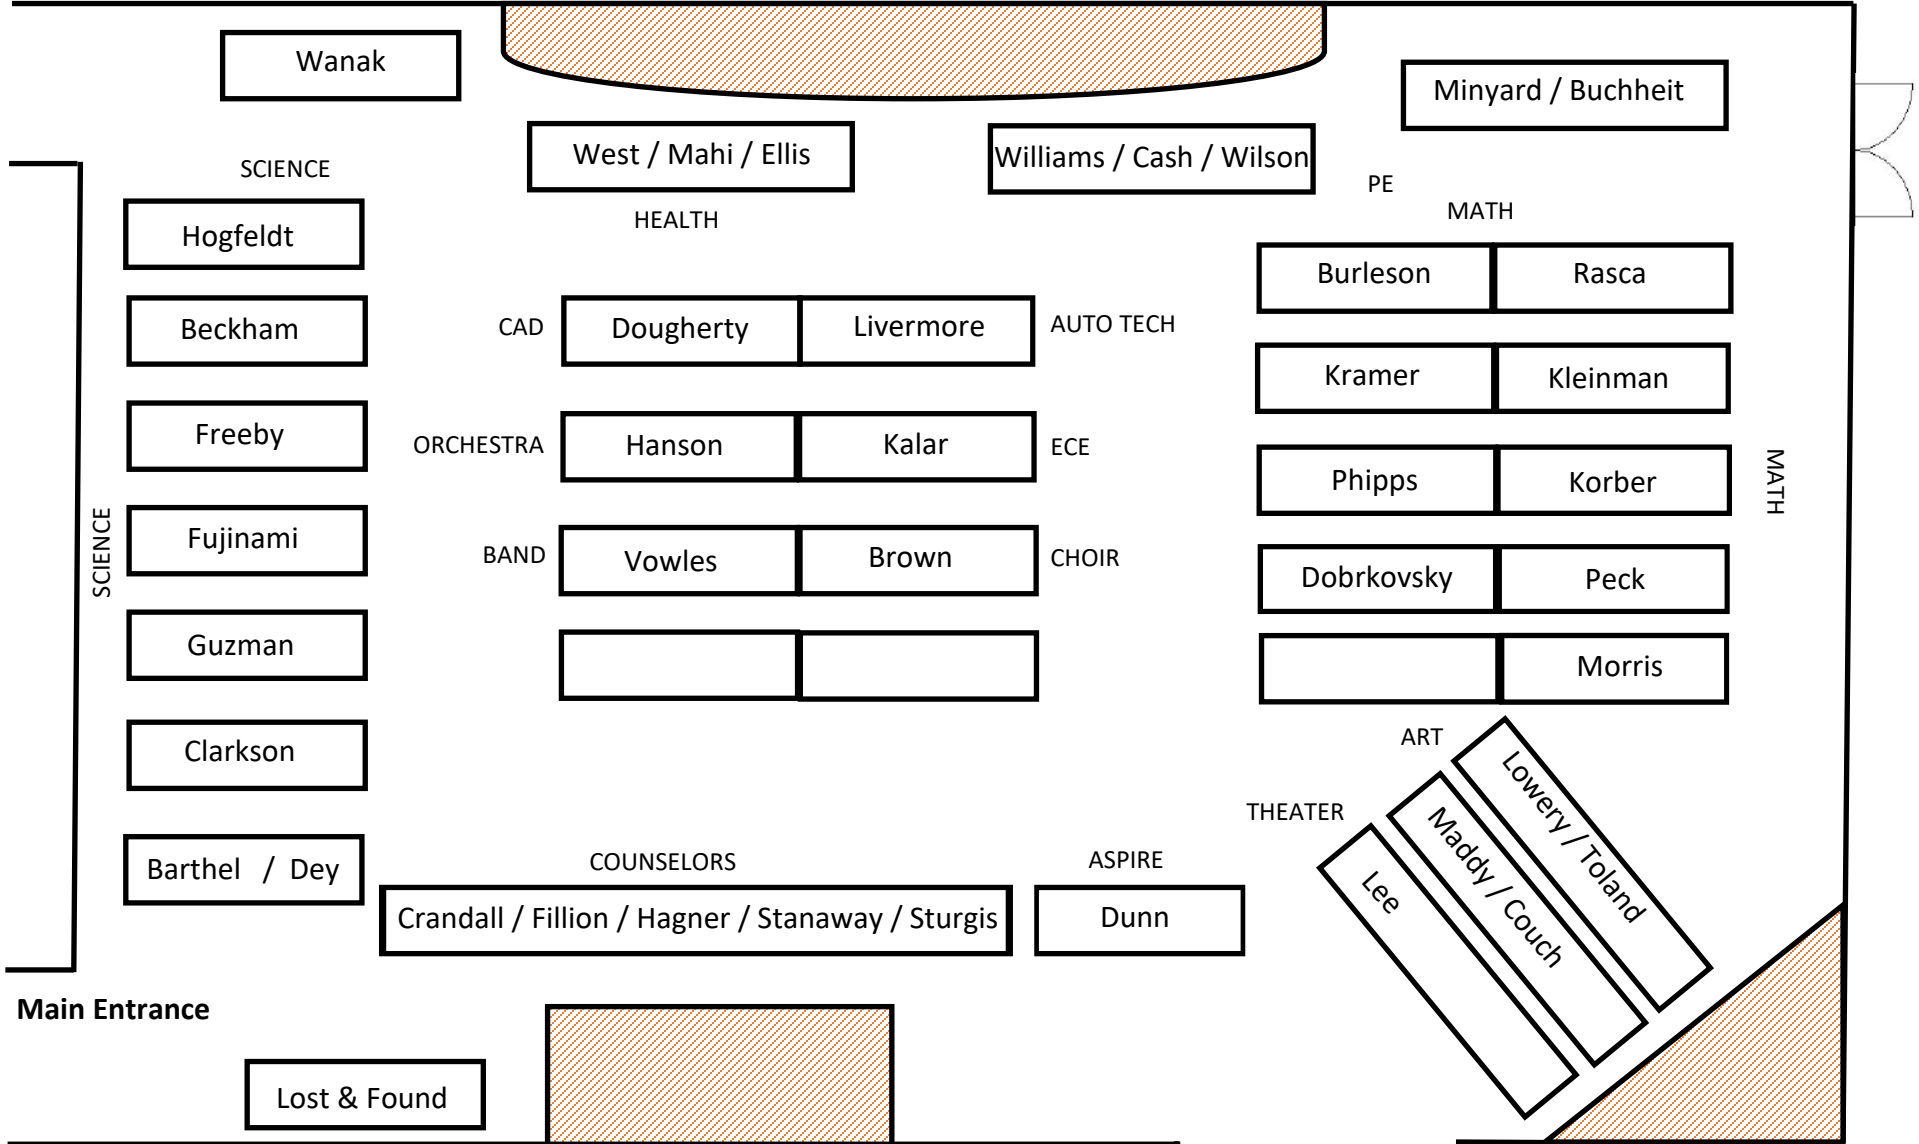 Wanak
Minyard / Buchheit
West / Mahi / Ellis
Williams / Cash / Wilson
SCIENCE
PE
HEALTH
MATH
Hogfeldt
Burleson
Rasca
Beckham
CAD
Dougherty
Livermore
AUTO TECH
Kramer
Kleinman
Freeby
ORCHESTRA
Hanson
Kalar
ECE
Phipps
Korber
MATH
SCIENCE
Fujinami
BAND
Vowles
Brown
CHOIR
Dobrkovsky
Peck
Guzman
Morris
Clarkson
ART
Lowery / Toland
THEATER
Maddy / Couch
Lee
Barthel / Dey
COUNSELORS
ASPIRE
Crandall / Fillion / Hagner / Stanaway / Sturgis
Dunn
Main Entrance
Lost & Found